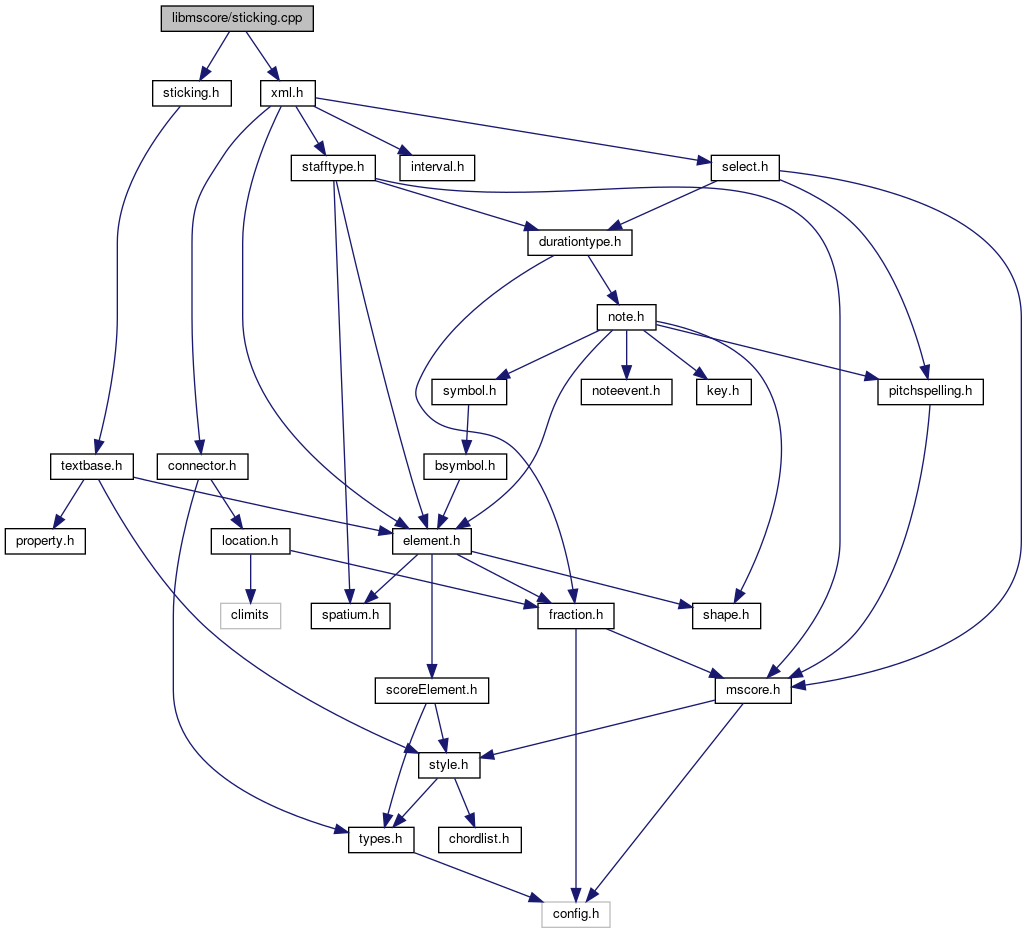 libmscore/sticking.cpp
sticking.h
xml.h
stafftype.h
interval.h
select.h
durationtype.h
note.h
symbol.h
noteevent.h
key.h
pitchspelling.h
textbase.h
connector.h
bsymbol.h
property.h
location.h
element.h
climits
spatium.h
fraction.h
shape.h
scoreElement.h
mscore.h
style.h
types.h
chordlist.h
config.h